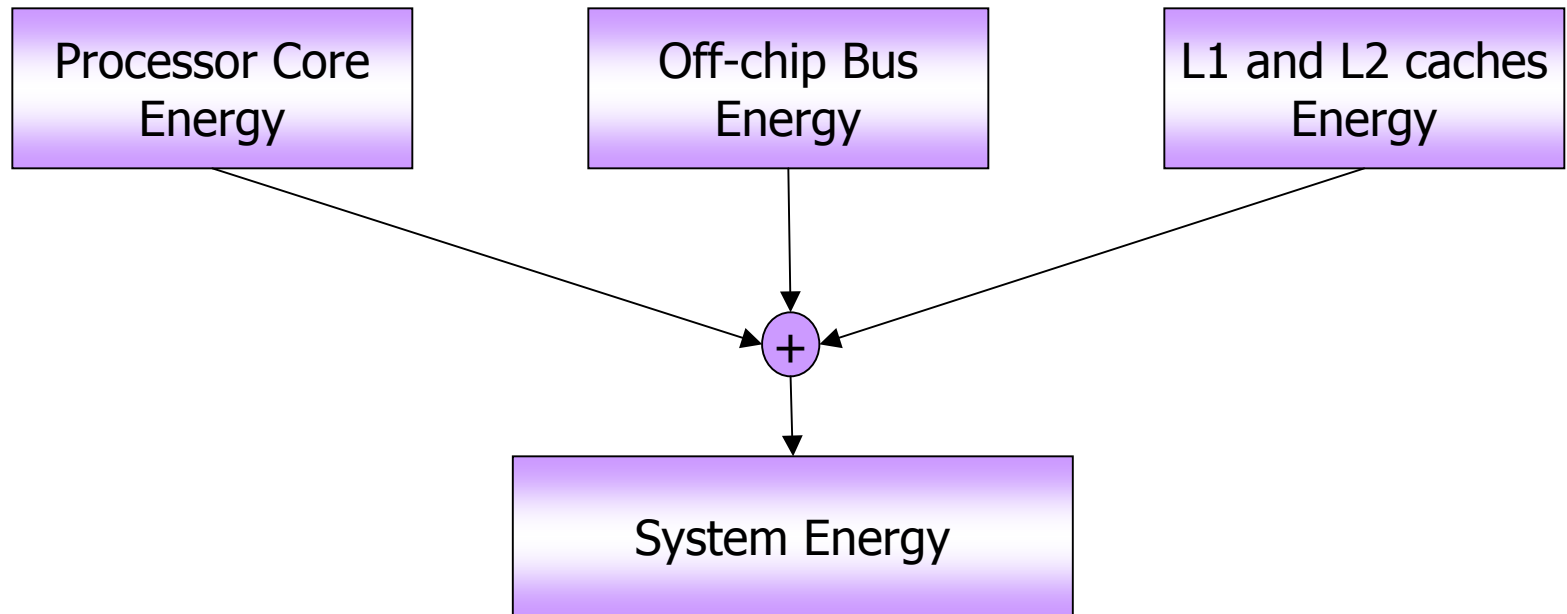 Processor Core
Energy
Off-chip Bus
Energy
L1 and L2 caches
Energy
+
System Energy